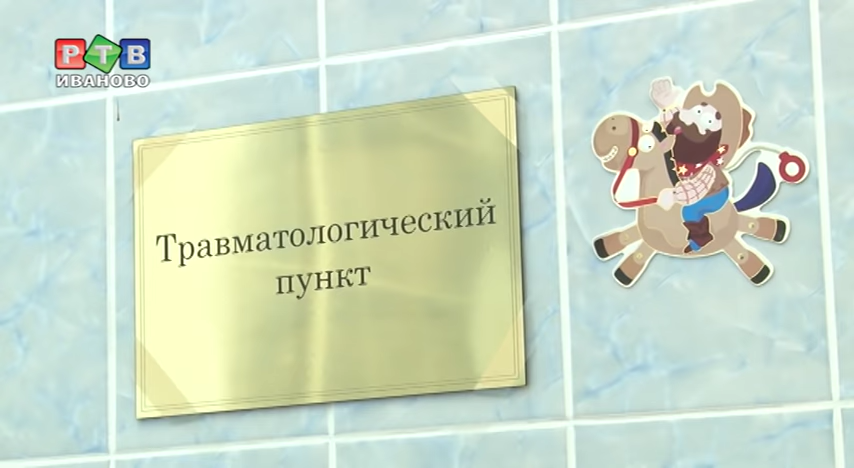 РТВ
ИВАНОВО
Травматологический
пункт